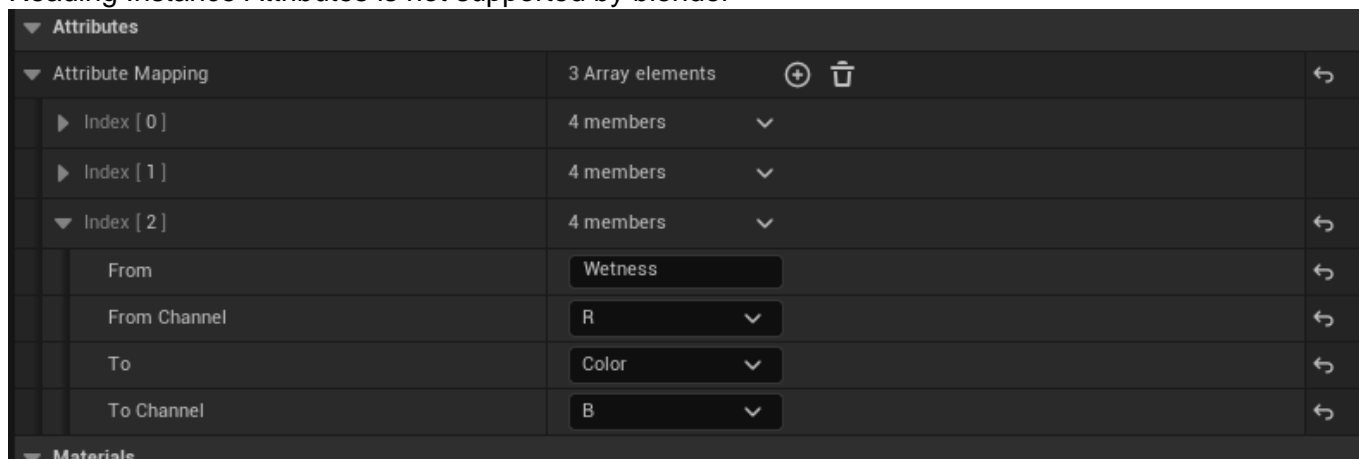 Reading Instance Attributes is not supported by blender
Attributes
Attribute Mapping 3 Array elements
Index [ 0 ] 4 members
Index [ 1 ] 4 members
Index [ 2 ] 4 members
From Wetness
From Channel R
To Color
To Channel B
Materials